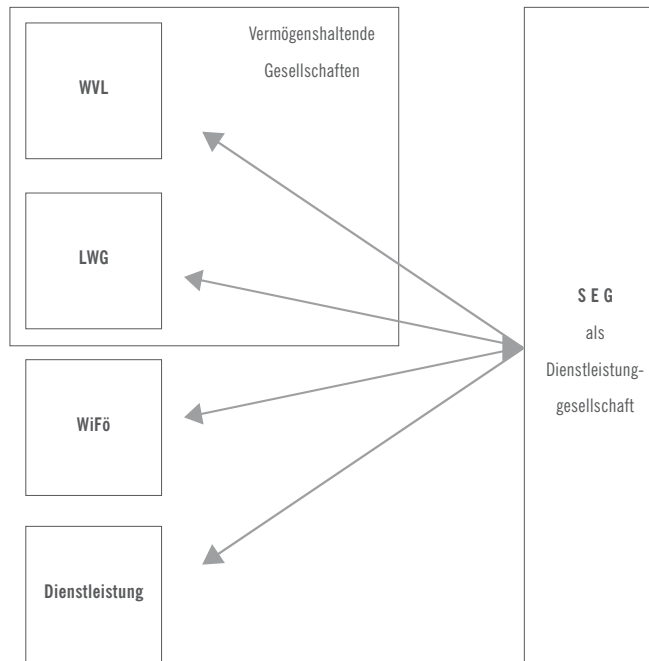 Vermögenshaltende
Gesellschaften
WVL
LWG
WiFö
Dienstleistung
S E G
als
Dienstleistung-
gesellschaft